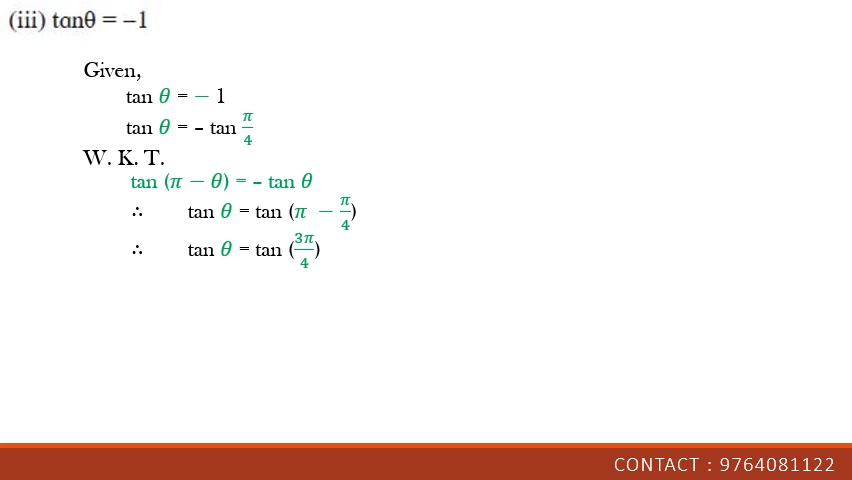 (iii) tanθ = –1
Given,
tan θ = − 1
tan θ = – tan π/4
W. K. T.
tan (π − θ) = – tan θ
∴ tan θ = tan (π − π/4)
∴ tan θ = tan (3π/4)
CONTACT : 9764081122